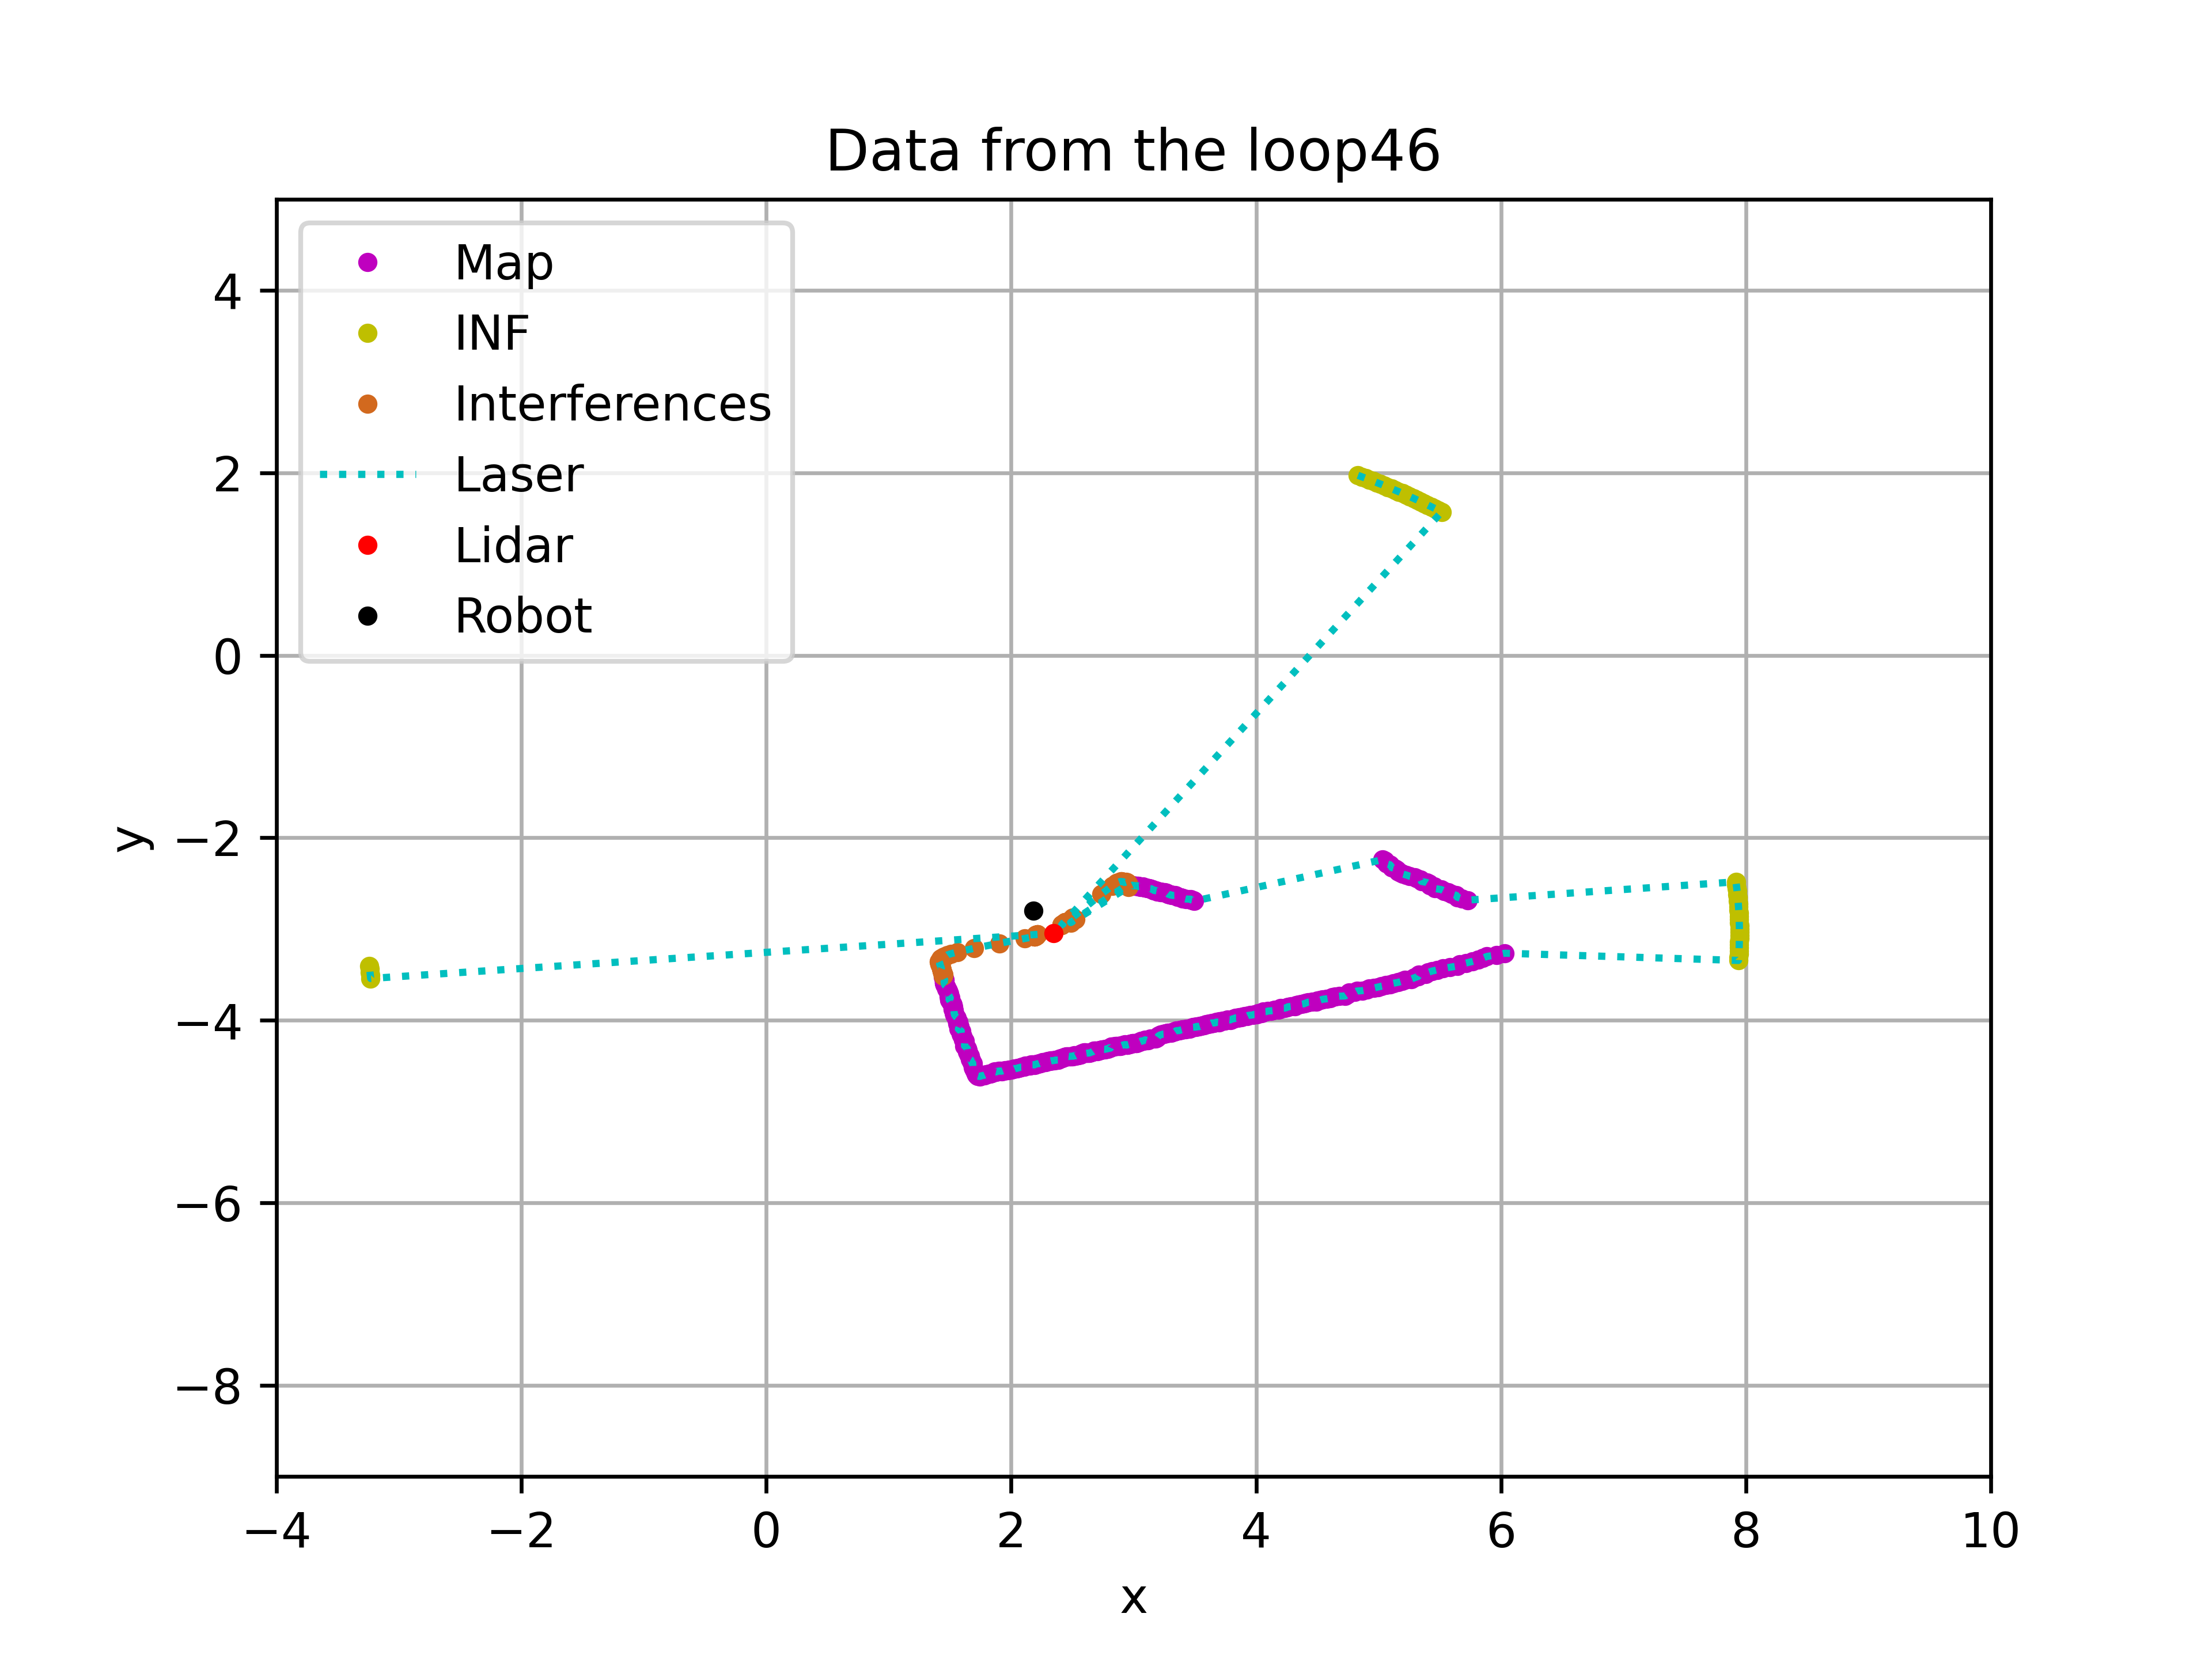 Data from the loop46
Map
INF
Interferences
Laser
Lidar
Robot
4
2
0
−2
−4
−6
−8
y
−4 −2 0 2 4 6 8 10
x